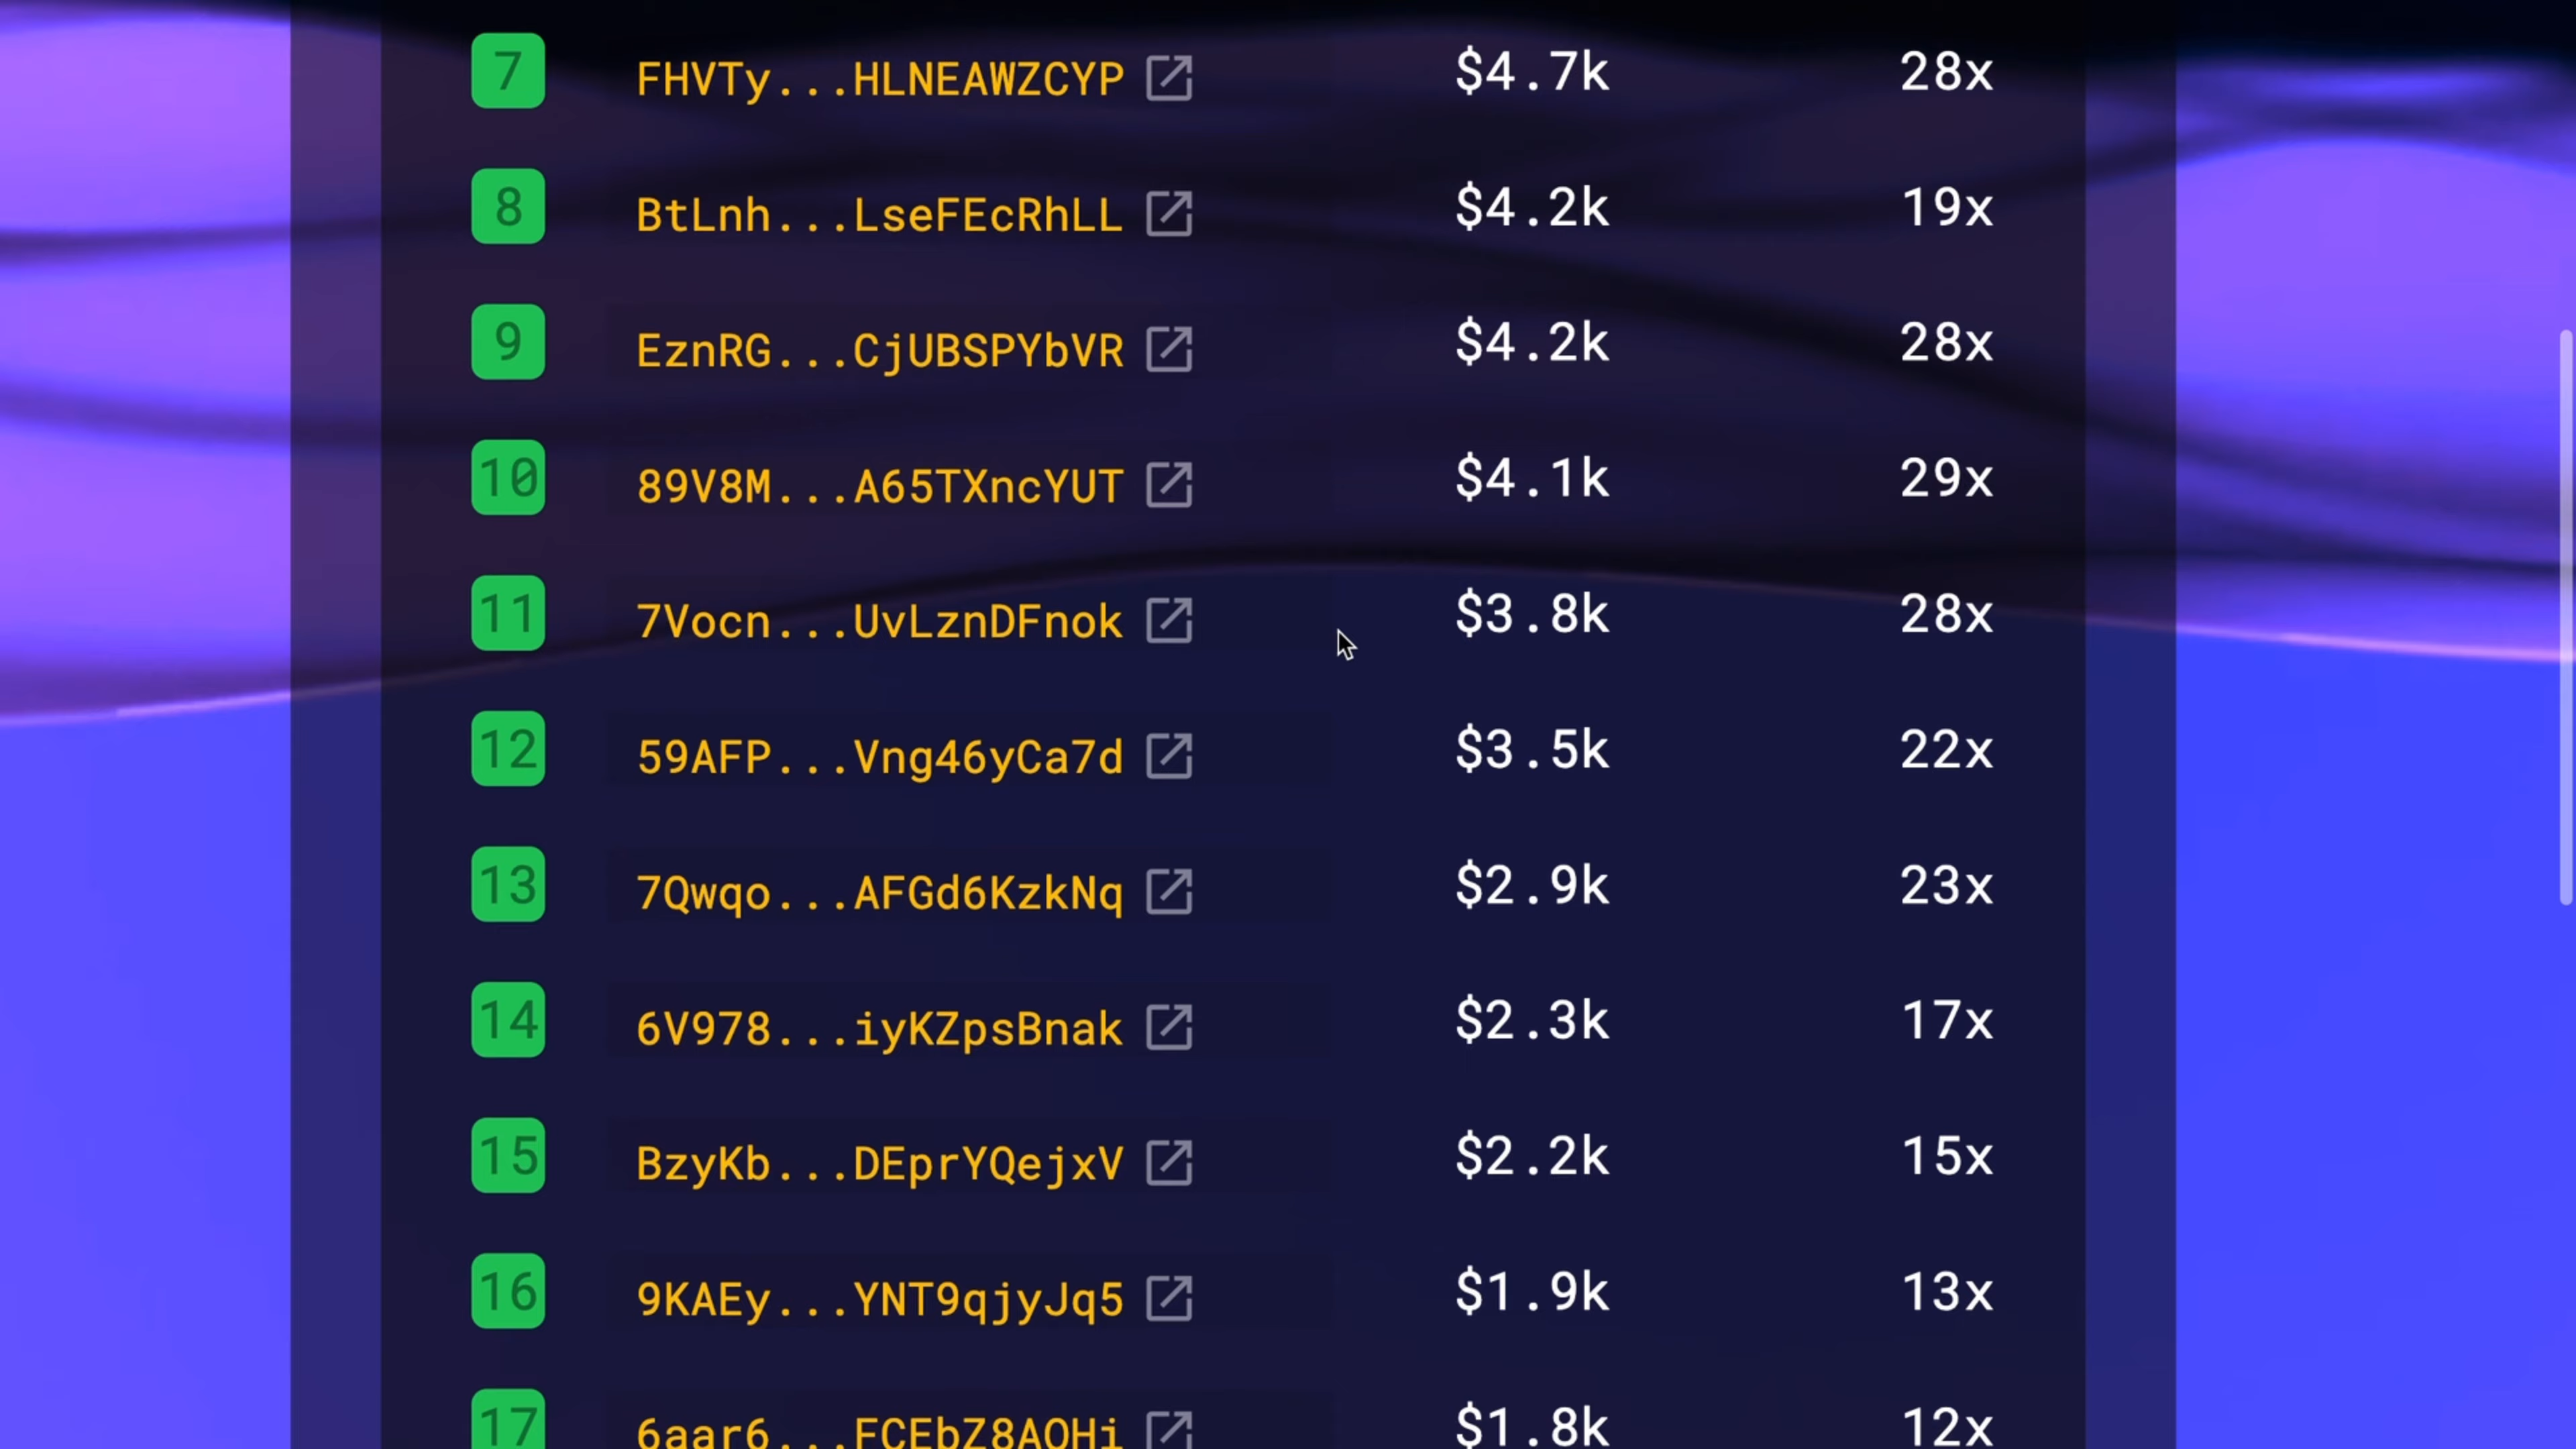 7 FHVTy...HLNEAWZCYP $4.7k 28x
8 BtLnh...LseFEcRhLL $4.2k 19x
9 EznRG...CjUBSPYbVR $4.2k 28x
10 89V8M...A65TXncYUT $4.1k 29x
11 7Vocn...UvLznDFnok $3.8k 28x
12 59AFP...Vng46yCa7d $3.5k 22x
13 7Qwqo...AFGd6KzkNq $2.9k 23x
14 6V978...iyKZpsBnak $2.3k 17x
15 BzyKb...DEprYQejxV $2.2k 15x
16 9KAEy...YNT9qjyJq5 $1.9k 13x
17 $1.8k 12x